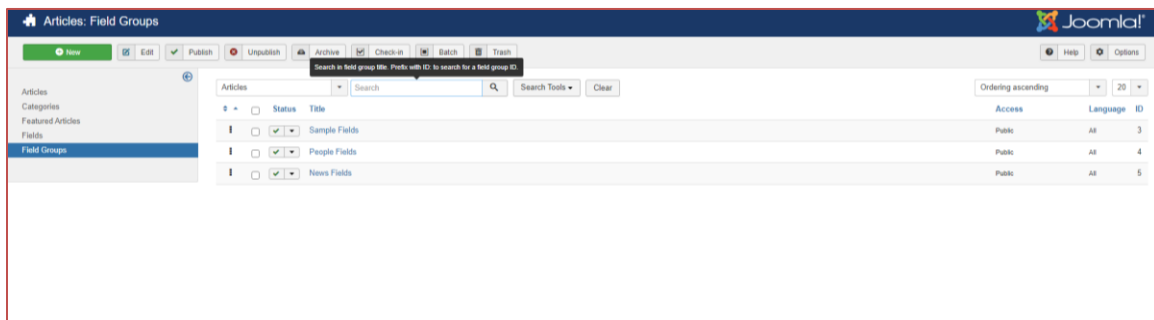 Articles: Field Groups
Joomla!
New Edit Publish Unpublish Archive Check-in Batch Trash Help Options
Search in field group title. Prefix with ID: to search for a field group ID.
Articles
Categories
Featured Articles
Fields
Field Groups
Articles Search Search Tools Clear Ordering ascending 20
Status Title Access Language ID
Sample Fields Public All 3
People Fields Public All 4
News Fields Public All 5